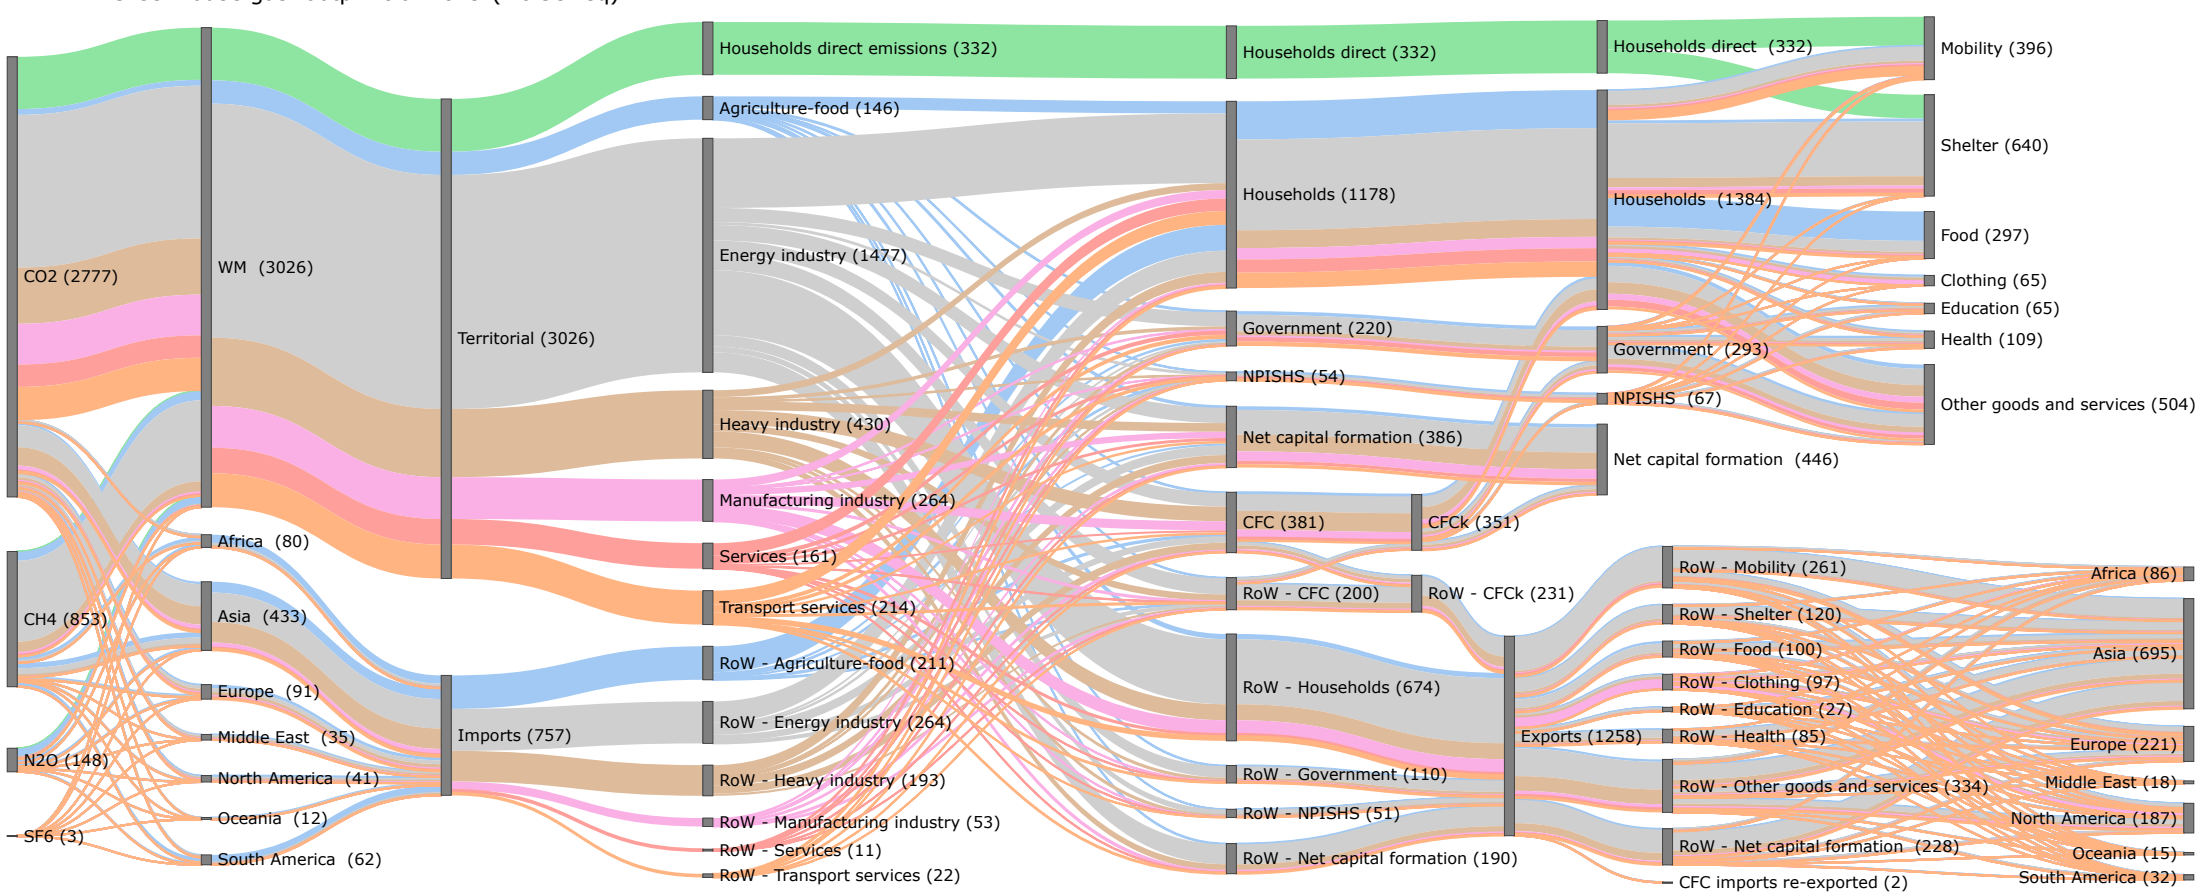 CO2 (2777)
CH4 (853)
N2O (148)
SF6 (3)
WM (3026)
Africa (80)
Asia (433)
Europe (91)
Middle East (35)
North America (41)
Oceania (12)
South America (62)
Territorial (3026)
Imports (757)
Households direct emissions (332)
Agriculture-food (146)
Energy industry (1477)
Heavy industry (430)
Manufacturing industry (264)
Services (161)
Transport services (214)
RoW - Agriculture-food (211)
RoW - Energy industry (264)
RoW - Heavy industry (193)
RoW - Manufacturing industry (53)
RoW - Services (11)
RoW - Transport services (22)
Households direct (332)
Households (1178)
Government (220)
NPISHS (54)
Net capital formation (386)
CFC (381)
RoW - CFC (200)
RoW - Households (674)
RoW - Government (110)
RoW - NPISHS (51)
RoW - Net capital formation (190)
CFCk (351)
RoW - CFCk (231)
Exports (1258)
Households direct (332)
Households (1384)
Government (293)
NPISHS (67)
Net capital formation (446)
RoW - Mobility (261)
RoW - Shelter (120)
RoW - Food (100)
RoW - Clothing (97)
RoW - Education (27)
RoW - Health (85)
RoW - Other goods and services (334)
RoW - Net capital formation (228)
CFC imports re-exported (2)
Mobility (396)
Shelter (640)
Food (297)
Clothing (65)
Education (65)
Health (109)
Other goods and services (504)
Africa (86)
Asia (695)
Europe (221)
Middle East (18)
North America (187)
Oceania (15)
South America (32)